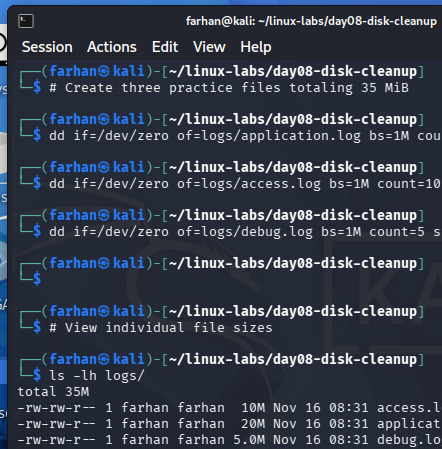 farhan@kali: ~/linux-labs/day08-disk-cleanup
Session Actions Edit View Help
┌──(farhan㉿kali)-[~/linux-labs/day08-disk-cleanup]
└─$ # Create three practice files totaling 35 MiB
┌──(farhan㉿kali)-[~/linux-labs/day08-disk-cleanup]
└─$ dd if=/dev/zero of=logs/application.log bs=1M cou
┌──(farhan㉿kali)-[~/linux-labs/day08-disk-cleanup]
└─$ dd if=/dev/zero of=logs/access.log bs=1M count=10
┌──(farhan㉿kali)-[~/linux-labs/day08-disk-cleanup]
└─$ dd if=/dev/zero of=logs/debug.log bs=1M count=5 s
┌──(farhan㉿kali)-[~/linux-labs/day08-disk-cleanup]
└─$
┌──(farhan㉿kali)-[~/linux-labs/day08-disk-cleanup]
└─$ # View individual file sizes
┌──(farhan㉿kali)-[~/linux-labs/day08-disk-cleanup]
└─$ ls -lh logs/
total 35M
-rw-rw-r-- 1 farhan farhan  10M Nov 16 08:31 access.l
-rw-rw-r-- 1 farhan farhan  20M Nov 16 08:31 applicat
-rw-rw-r-- 1 farhan farhan 5.0M Nov 16 08:31 debug.lo